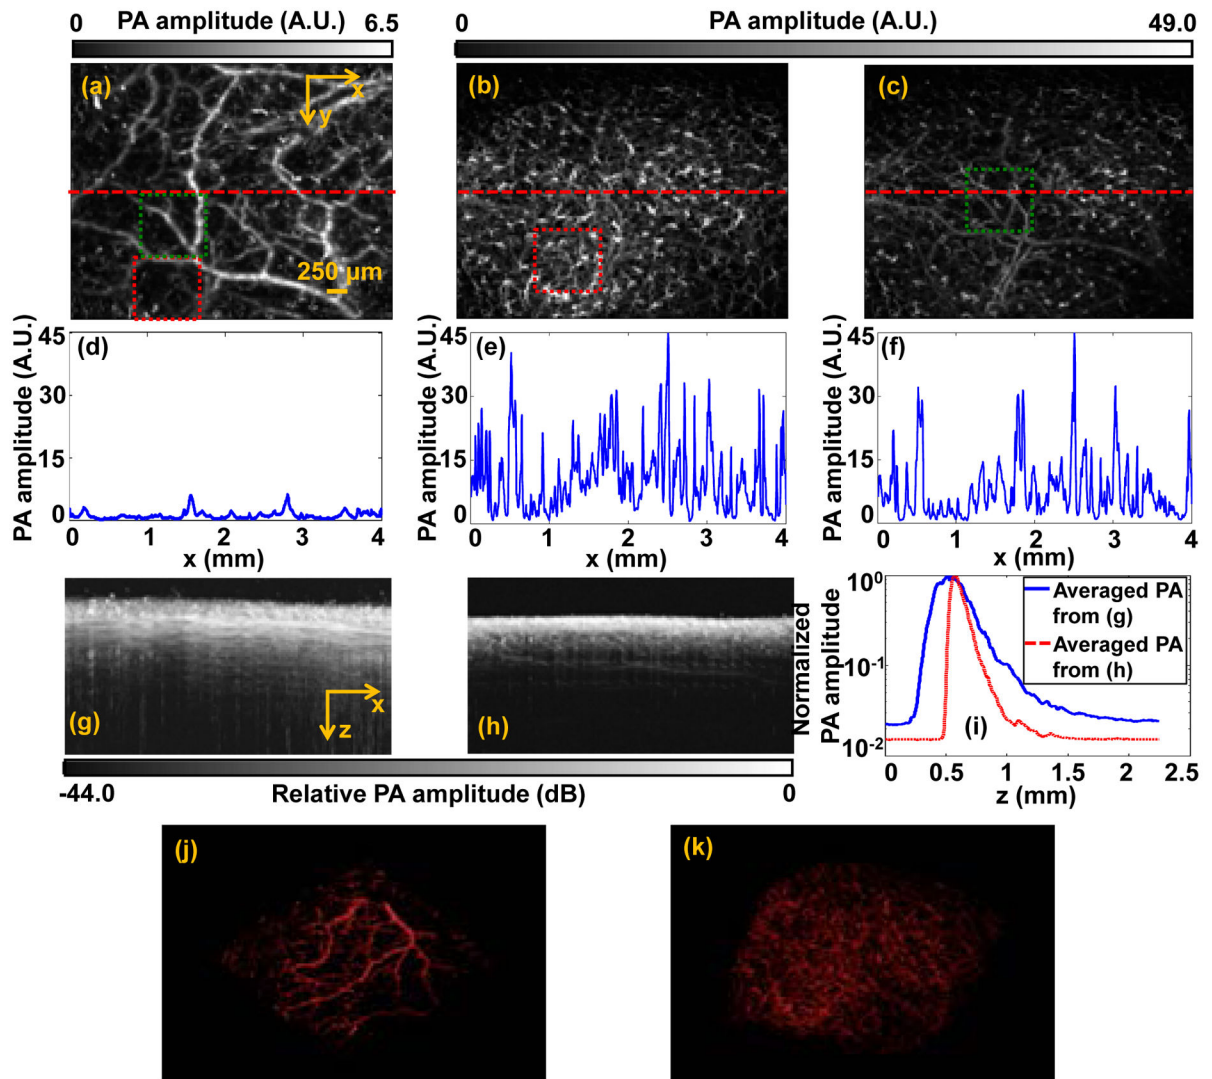 0 PA amplitude (A.U.) 6.5
0 PA amplitude (A.U.) 49.0
(a) x
y
250 μm
(b)
(c)
PA amplitude (A.U.)
45
30
15
0
(d)
0 1 2 3 4
x (mm)
PA amplitude (A.U.)
45
30
15
0
(e)
0 1 2 3 4
x (mm)
PA amplitude (A.U.)
45
30
15
0
(f)
0 1 2 3 4
x (mm)
(g) x
z
(h)
Normalized
PA amplitude
10⁰
10⁻¹
10⁻²
Averaged PA
from (g)
Averaged PA
from (h)
(i)
0 0.5 1 1.5 2 2.5
z (mm)
-44.0 Relative PA amplitude (dB) 0
(j)
(k)